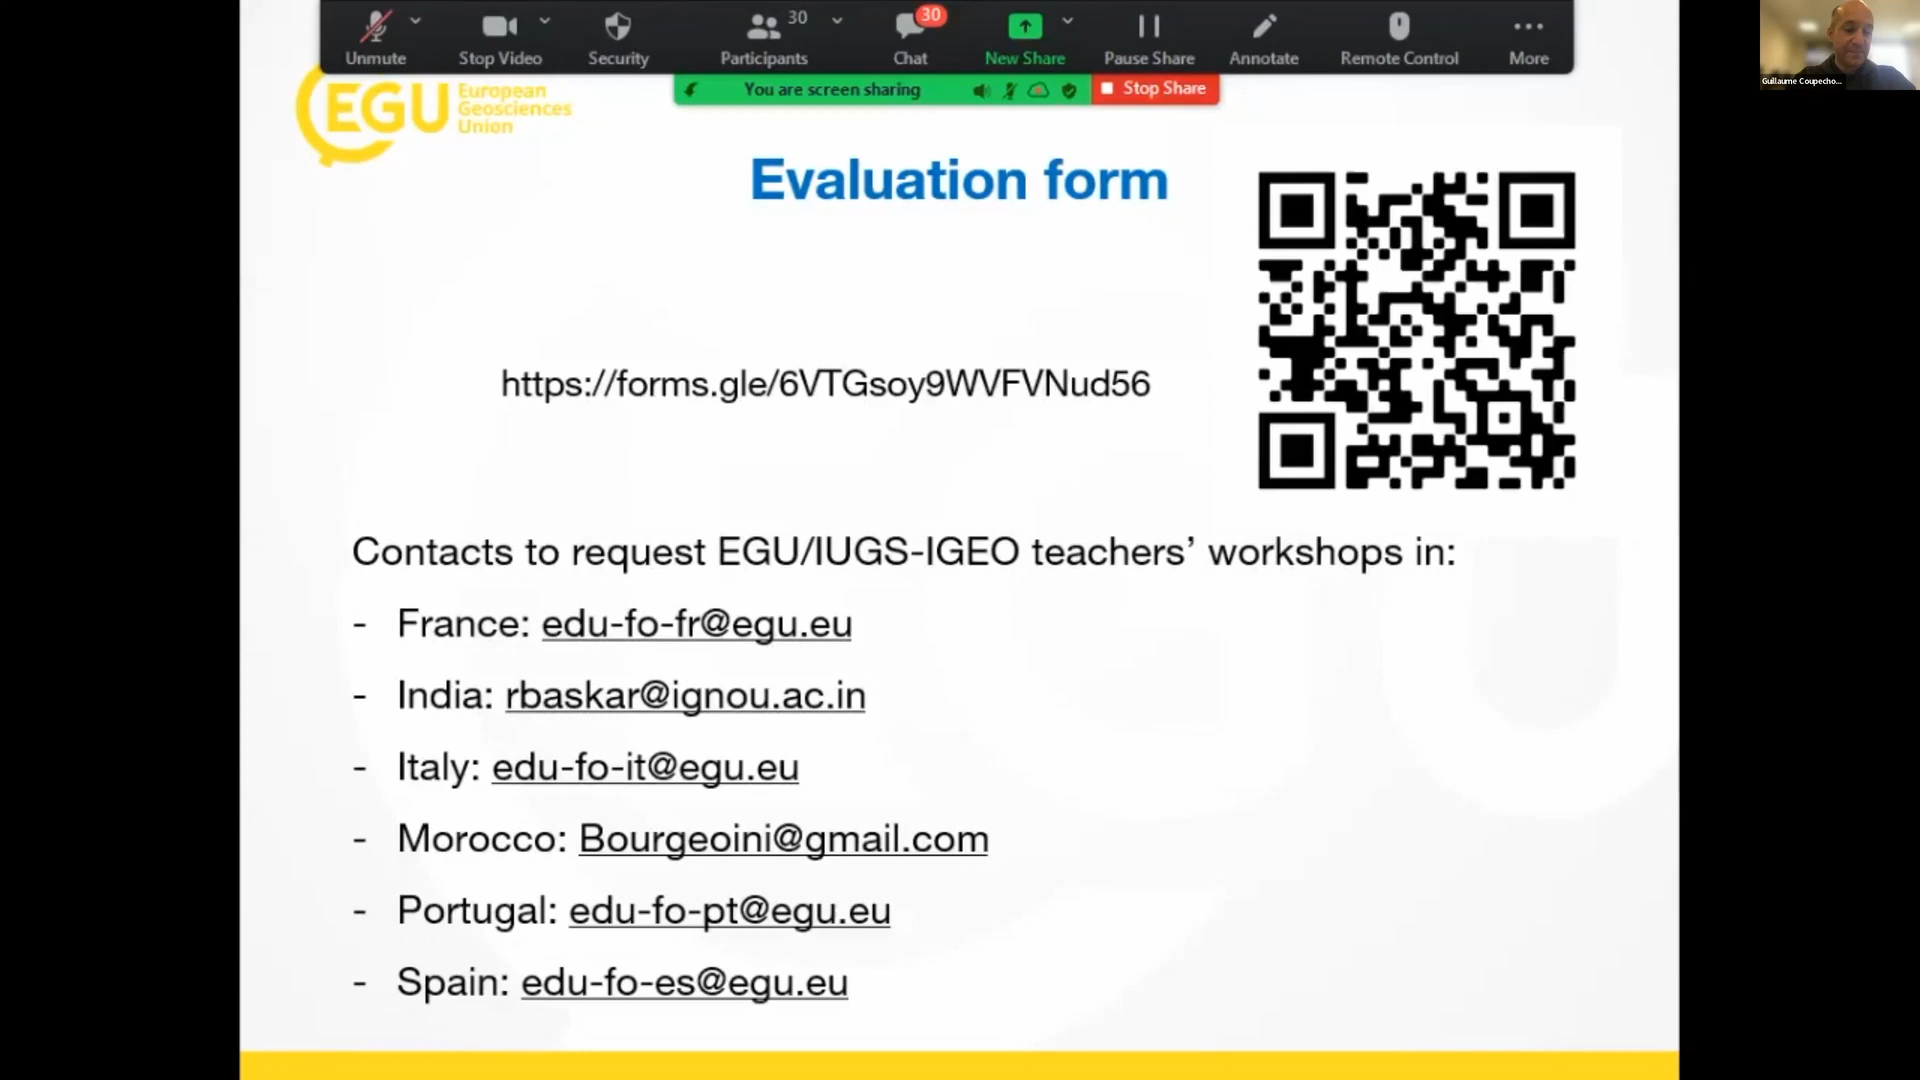 Unmute
Stop Video
Security
30
Participants
30
Chat
New Share
Pause Share
Annotate
Remote Control
More
You are screen sharing
Stop Share
Guillaume Coupecho...
EGU
European
Geosciences
Union
Evaluation form
https://forms.gle/6VTGsoy9WVFVNud56
Contacts to request EGU/IUGS-IGEO teachers’ workshops in:
- France: edu-fo-fr@egu.eu
- India: rbaskar@ignou.ac.in
- Italy: edu-fo-it@egu.eu
- Morocco: Bourgeoini@gmail.com
- Portugal: edu-fo-pt@egu.eu
- Spain: edu-fo-es@egu.eu